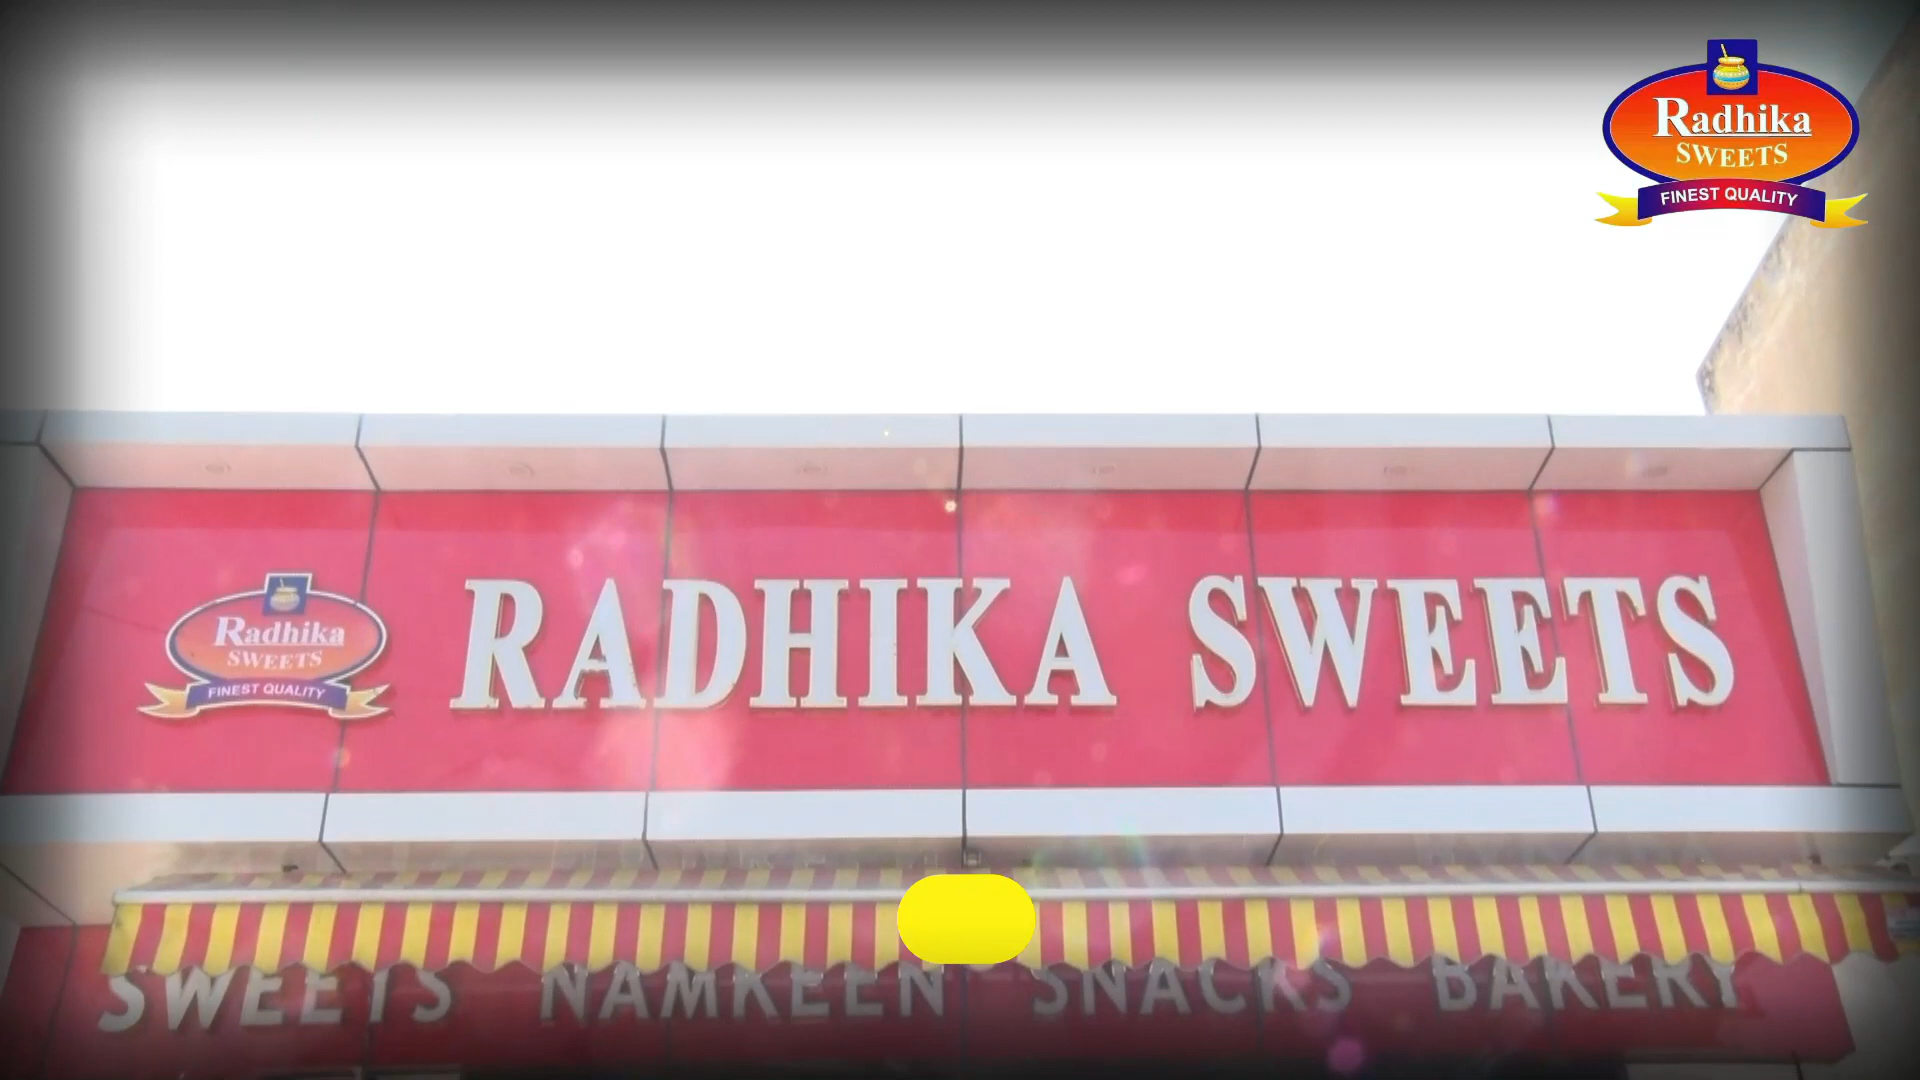 Radhika
SWEETS
FINEST QUALITY
Radhika
SWEETS
FINEST QUALITY
RADHIKA SWEETS
SWEETS NAMKEEN SNACKS BAKERY